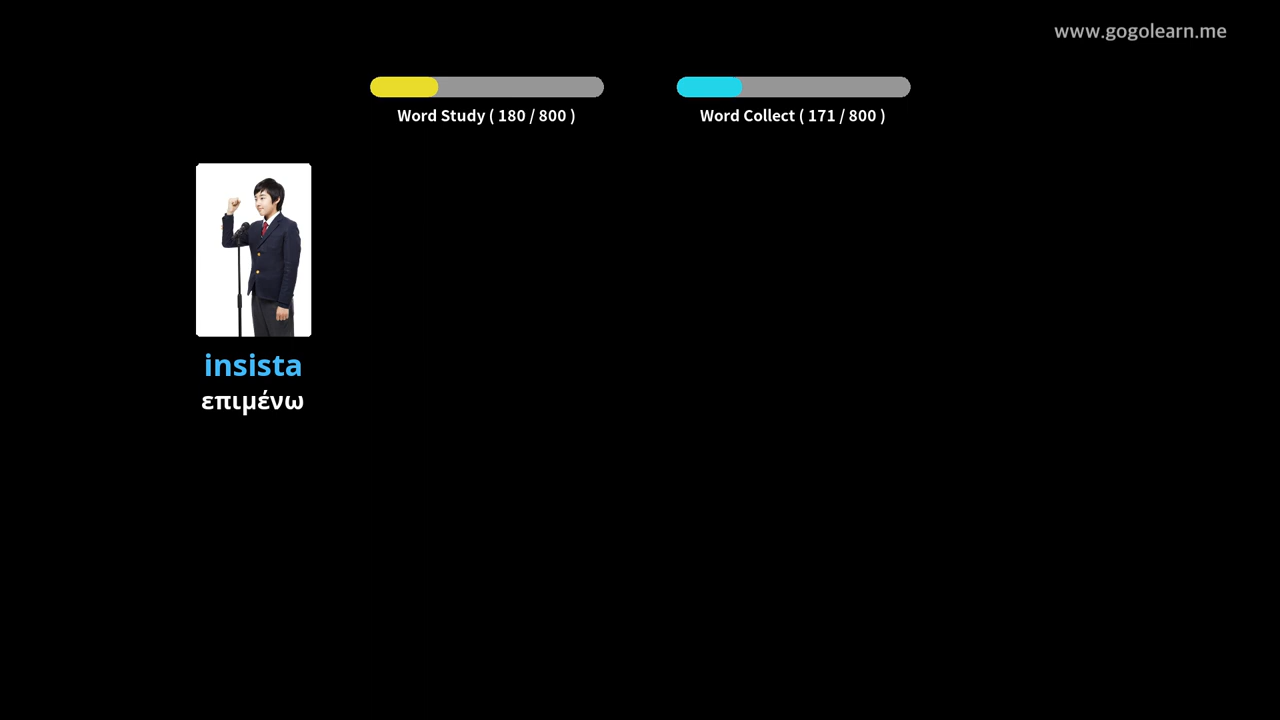 www.gogolearn.me
Word Study ( 180 / 800 )
Word Collect ( 171 / 800 )
insista
επιμένω